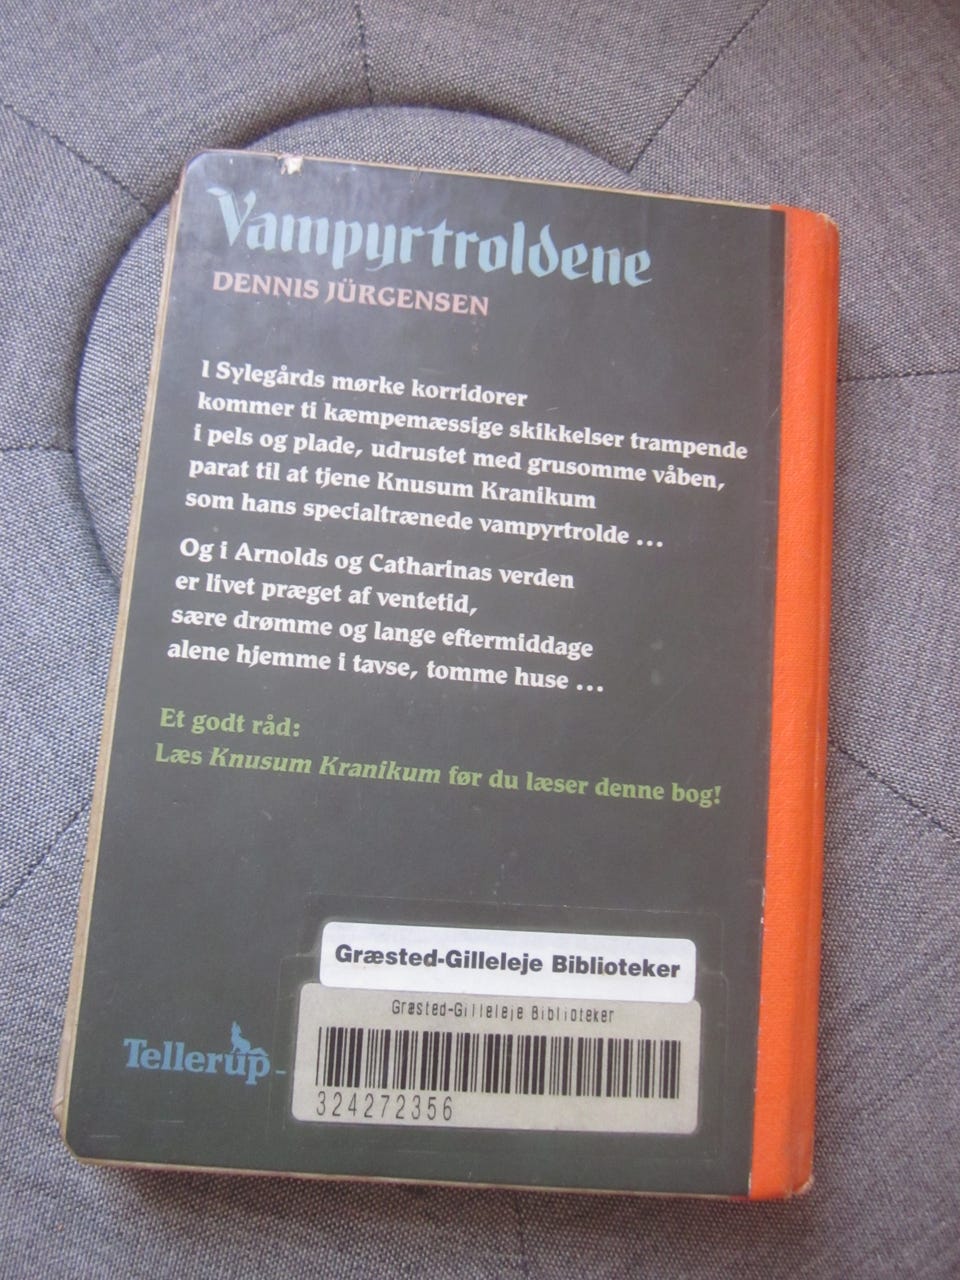 Vampyrtroldene
DENNIS JÜRGENSEN
I Sylegårds mørke korridorer
kommer ti kæmpemæssige skikkelser trampende
i pels og plade, udrustet med grusomme våben,
parat til at tjene Knusum Kranikum
som hans specialtrænede vampyrtrolde ...
Og i Arnolds og Catharinas verden
er livet præget af ventetid,
sære drømme og lange eftermiddage
alene hjemme i tavse, tomme huse ...
Et godt råd:
Læs Knusum Kranikum før du læser denne bog!
Græsted-Gilleleje Biblioteker
Græsted-Gilleleje Biblioteker
324272356
Tellerup